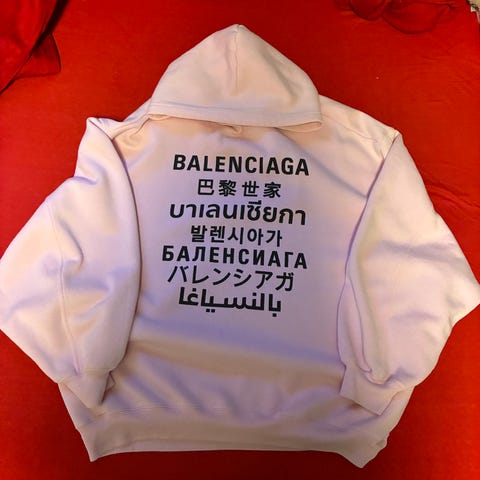 BALENCIAGA
巴黎世家
บาเลนเซียกา
발렌시아가
БАЛЕНСИАГА
バレンシアガ
بالنسياغا